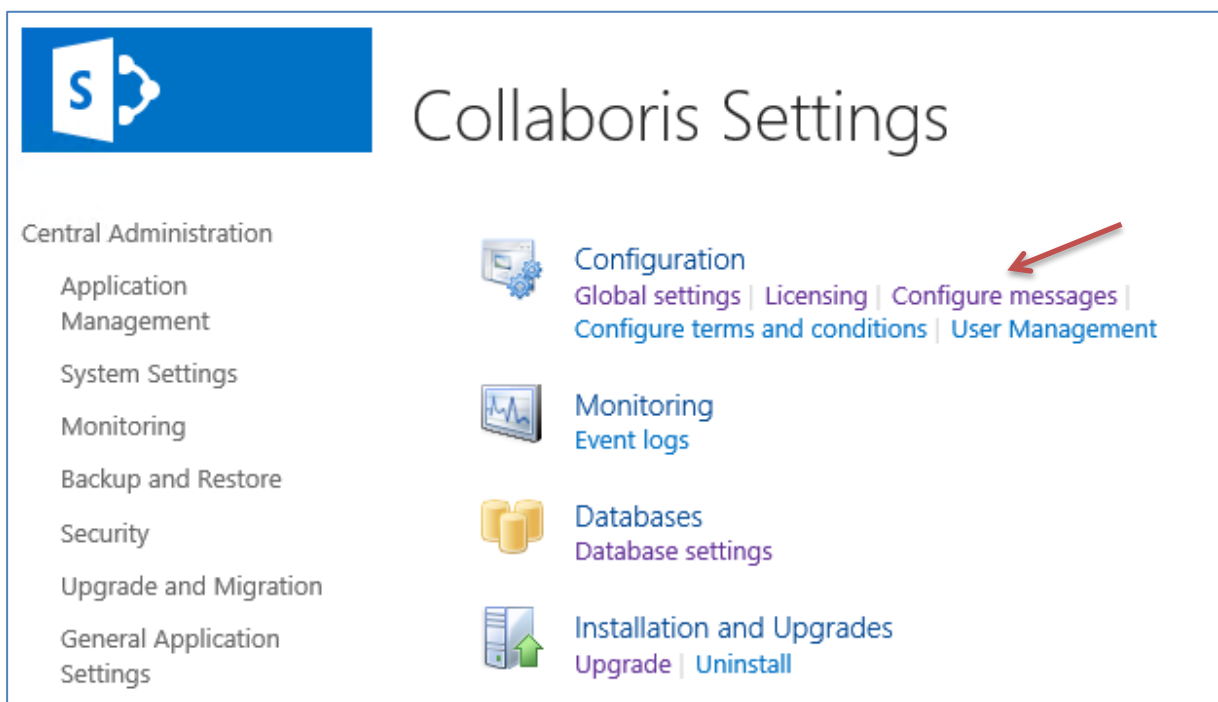 S
Collaboris Settings
Central Administration
Application
Management
System Settings
Monitoring
Backup and Restore
Security
Upgrade and Migration
General Application
Settings
Configuration
Global settings | Licensing | Configure messages |
Configure terms and conditions | User Management
Monitoring
Event logs
Databases
Database settings
Installation and Upgrades
Upgrade | Uninstall